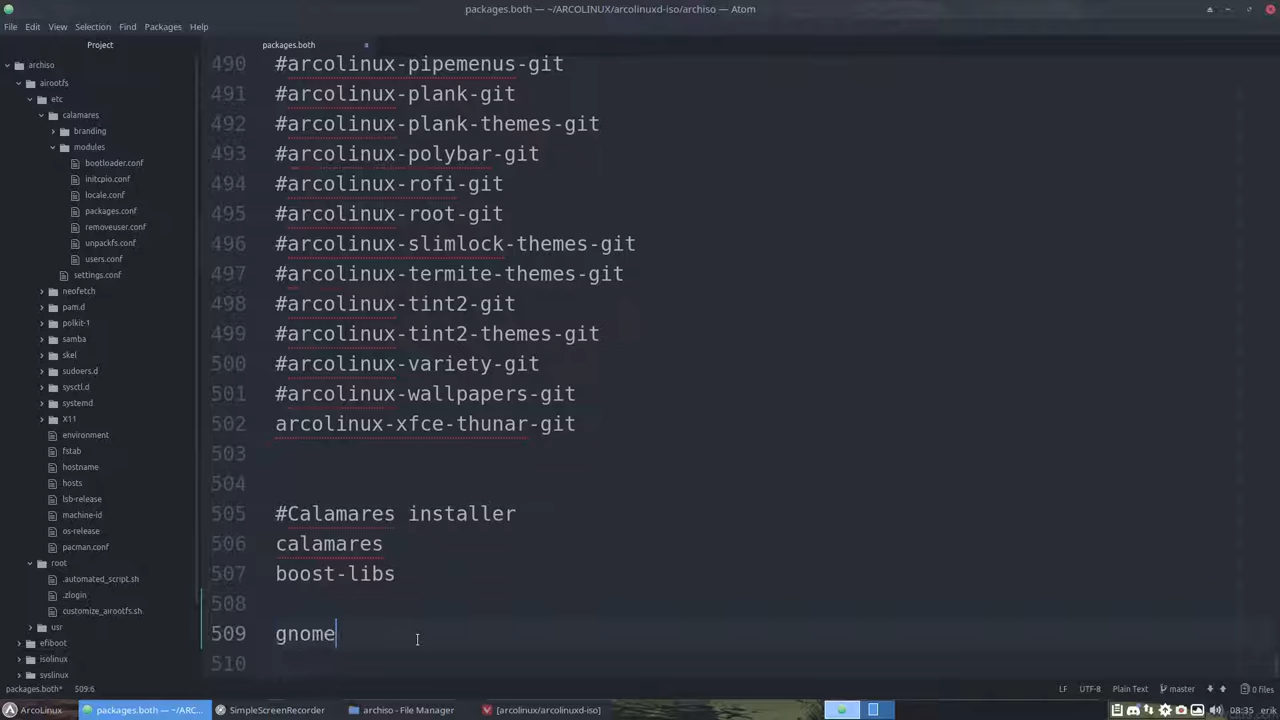 packages.both — ~/ARCOLINUX/arcolinuxd-iso/archiso — Atom
File Edit View Selection Find Packages Help
Project
packages.both
archiso
airootfs
etc
calamares
branding
modules
bootloader.conf
initcpio.conf
locale.conf
packages.conf
removeuser.conf
unpackfs.conf
users.conf
settings.conf
neofetch
pam.d
polkit-1
samba
skel
sudoers.d
sysctl.d
systemd
X11
environment
fstab
hostname
hosts
lsb-release
machine-id
os-release
pacman.conf
root
.automated_script.sh
.zlogin
customize_airootfs.sh
usr
efiboot
isolinux
syslinux
490 #arcolinux-pipemenus-git
491 #arcolinux-plank-git
492 #arcolinux-plank-themes-git
493 #arcolinux-polybar-git
494 #arcolinux-rofi-git
495 #arcolinux-root-git
496 #arcolinux-slimlock-themes-git
497 #arcolinux-termite-themes-git
498 #arcolinux-tint2-git
499 #arcolinux-tint2-themes-git
500 #arcolinux-variety-git
501 #arcolinux-wallpapers-git
502 arcolinux-xfce-thunar-git
503
504
505 #Calamares installer
506 calamares
507 boost-libs
508
509 gnome
510
packages.both* 509:6 LF UTF-8 Plain Text master 0 files
ArcoLinux packages.both — ~/ARC... SimpleScreenRecorder archiso - File Manager [arcolinux/arcolinuxd-iso] 08:35 erik